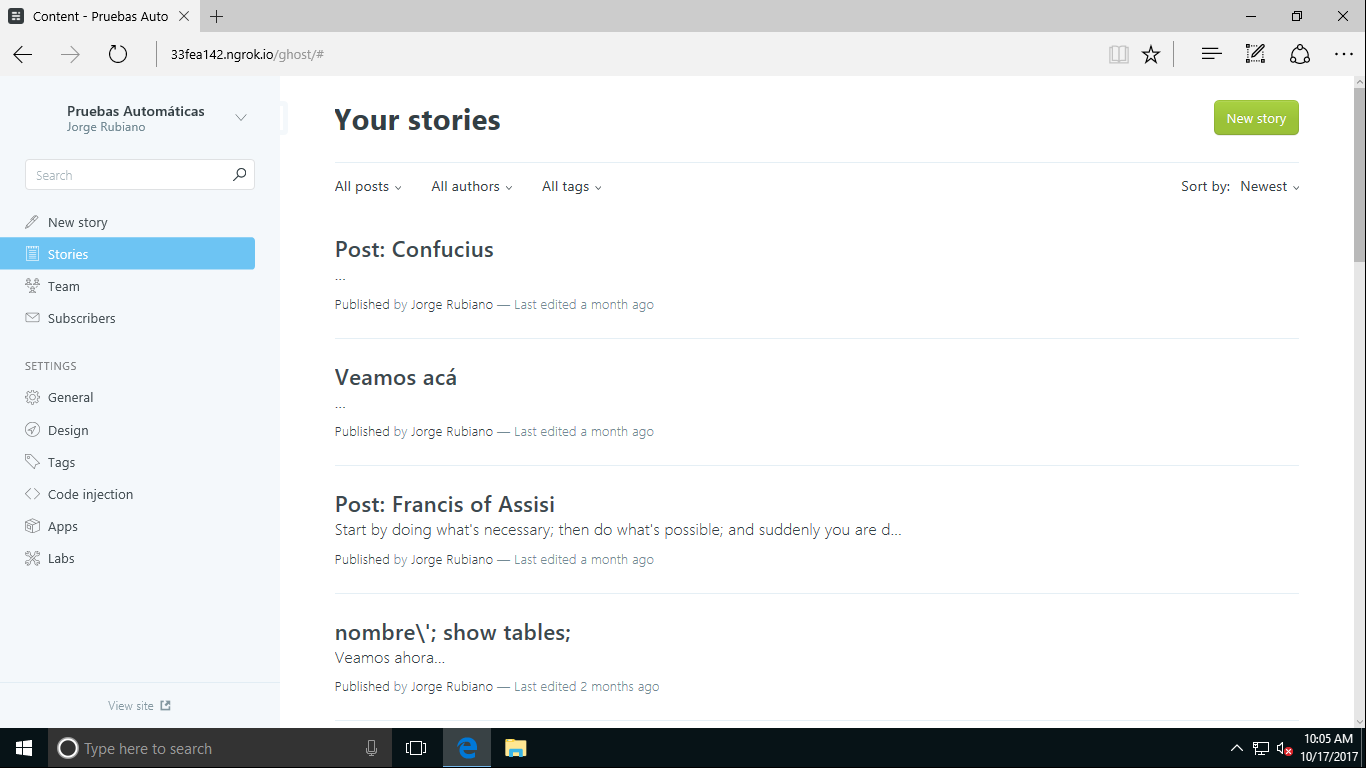 Content - Pruebas Auto
33fea142.ngrok.io/ghost/#
Pruebas Automáticas
Jorge Rubiano
Search
New story
Stories
Team
Subscribers
SETTINGS
General
Design
Tags
Code injection
Apps
Labs
View site
Your stories
New story
All posts All authors All tags Sort by: Newest
Post: Confucius
...
Published by Jorge Rubiano — Last edited a month ago
Veamos acá
...
Published by Jorge Rubiano — Last edited a month ago
Post: Francis of Assisi
Start by doing what's necessary; then do what's possible; and suddenly you are d...
Published by Jorge Rubiano — Last edited a month ago
nombre\'; show tables;
Veamos ahora...
Published by Jorge Rubiano — Last edited 2 months ago
Type here to search
10:05 AM
10/17/2017